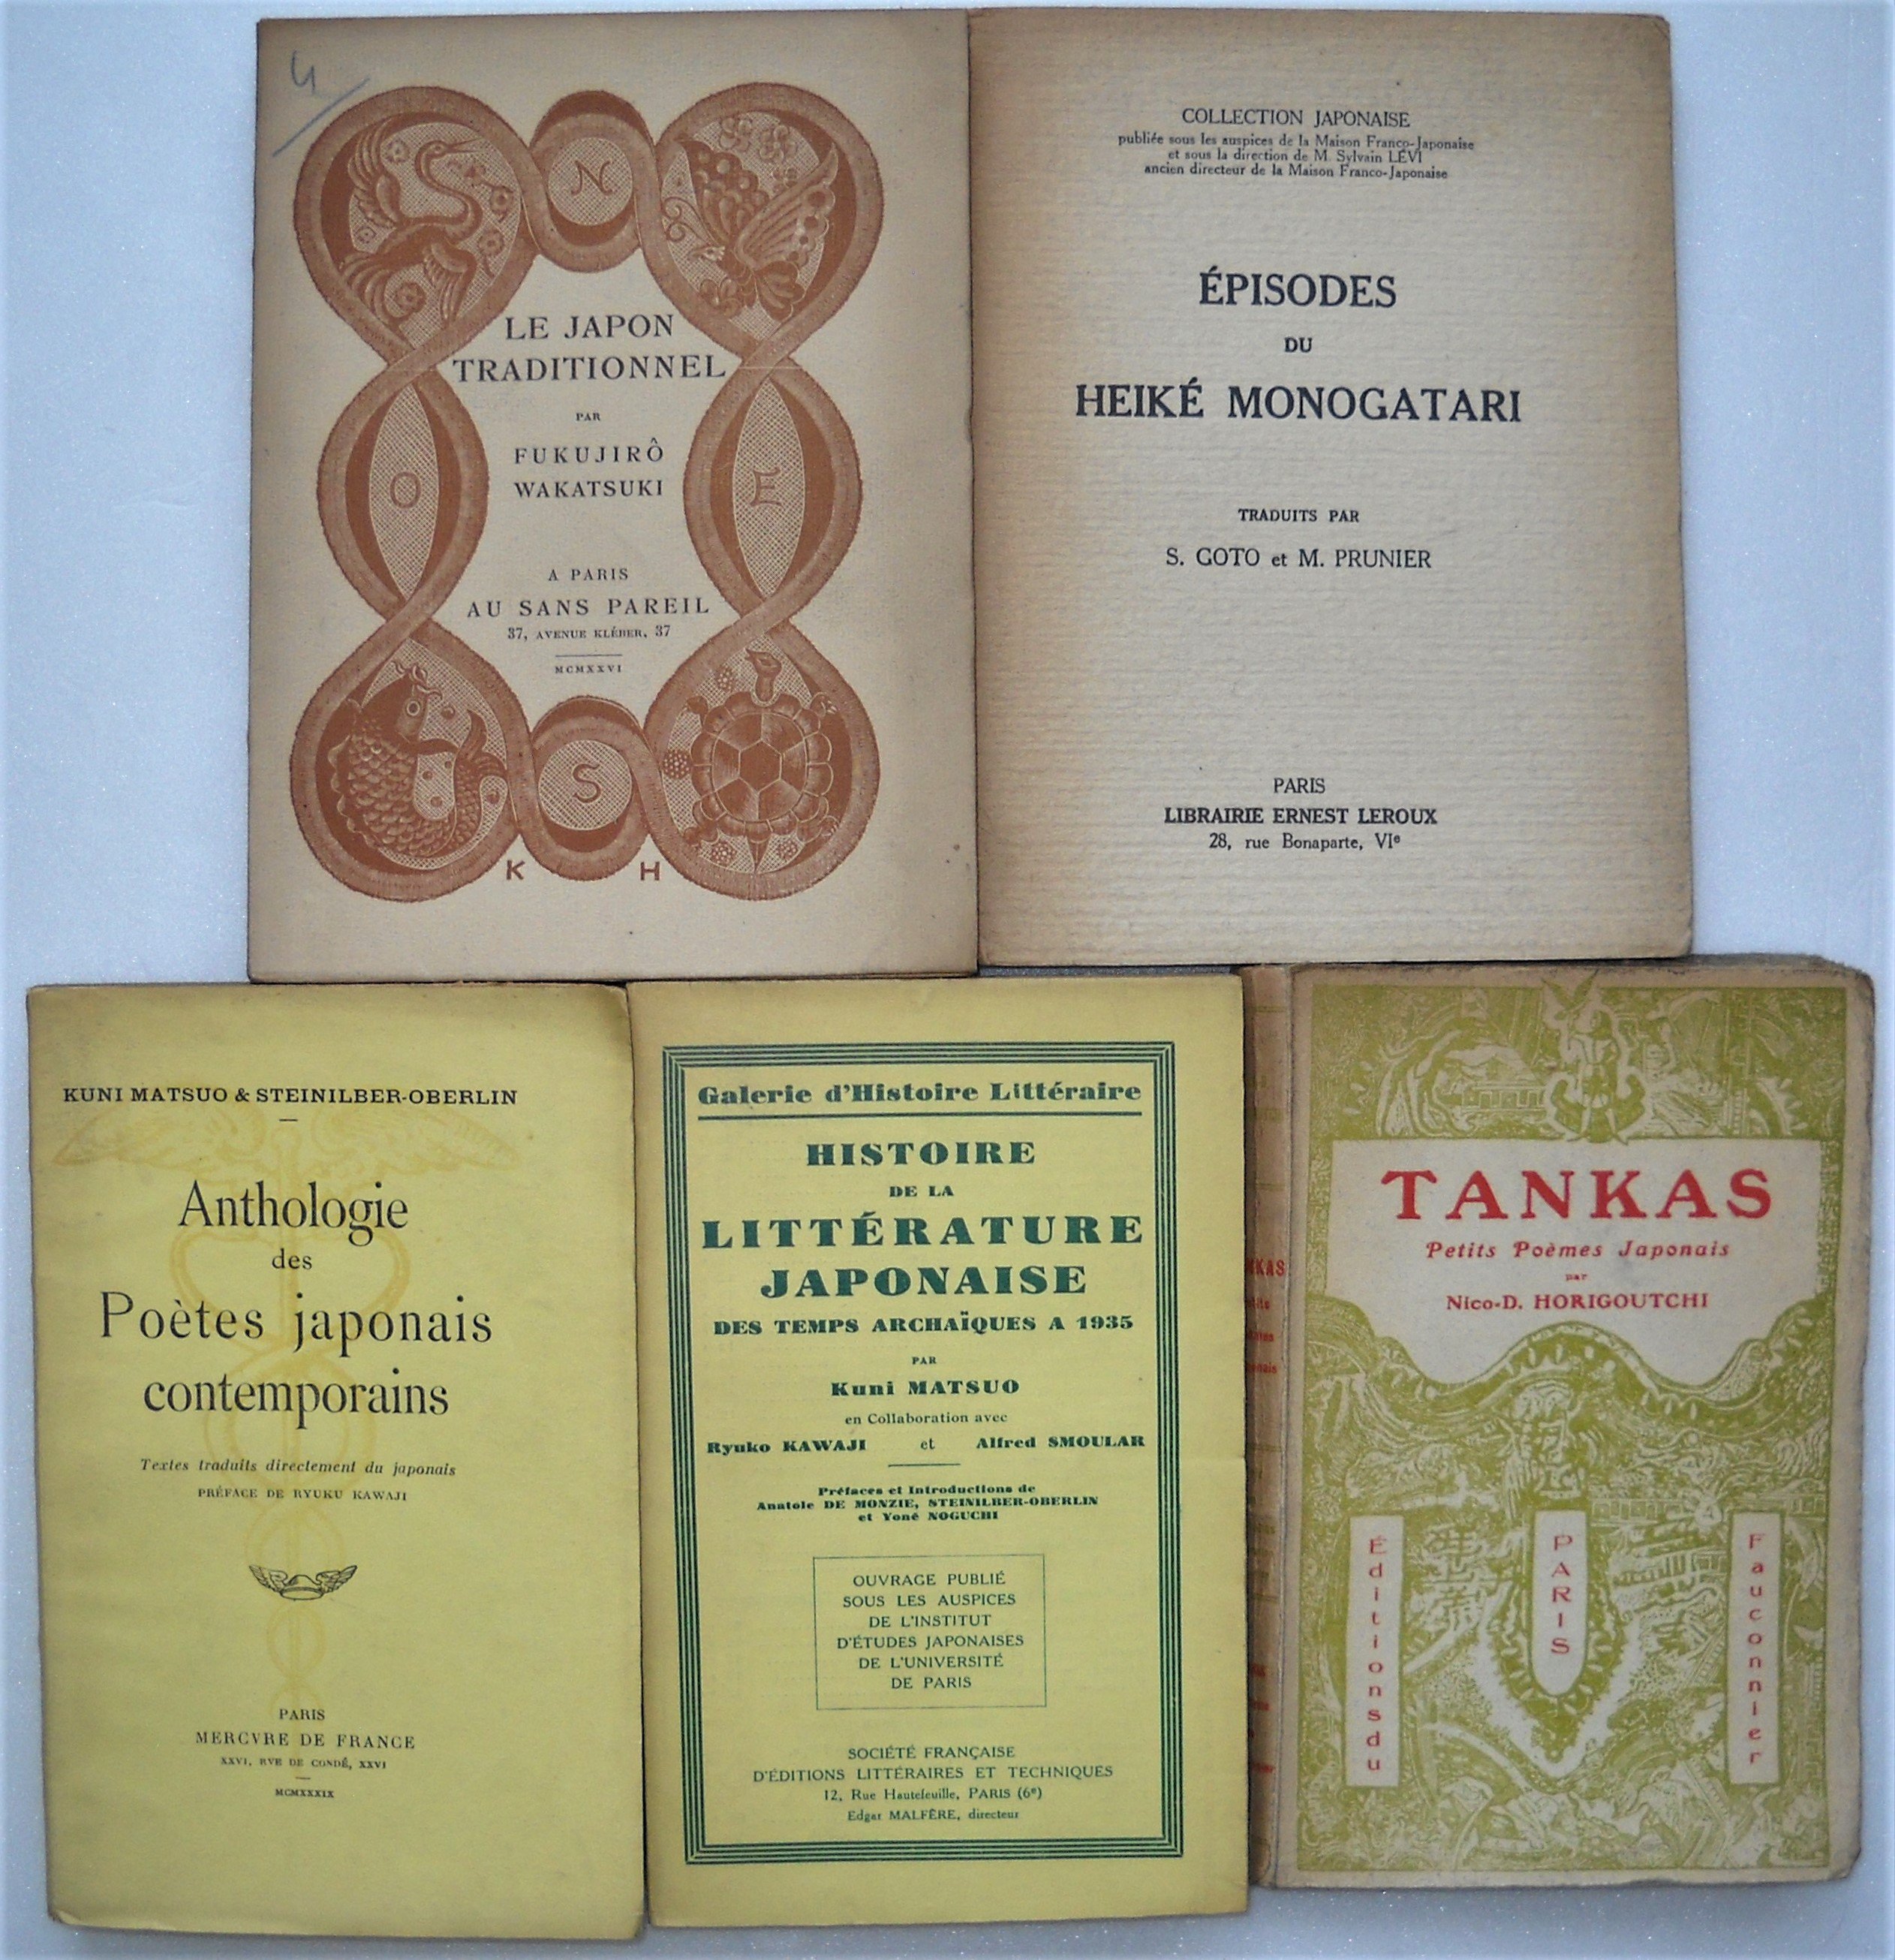 4
N
LE JAPON
TRADITIONNEL
PAR
FUKUJIRÔ
WAKATSUKI
O
E
A PARIS
AU SANS PAREIL
37, AVENUE KLÉBER, 37
MCMXXVI
S
K H
COLLECTION JAPONAISE
publiée sous les auspices de la Maison Franco-Japonaise
et sous la direction de M. Sylvain LÉVI
ancien directeur de la Maison Franco-Japonaise
ÉPISODES
DU
HEIKÉ MONOGATARI
TRADUITS PAR
S. GOTO et M. PRUNIER
PARIS
LIBRAIRIE ERNEST LEROUX
28, rue Bonaparte, VIe
KUNI MATSUO & STEINILBER-OBERLIN
Anthologie
des
Poètes japonais
contemporains
Textes traduits directement du japonais
PRÉFACE DE RYUKU KAWAJI
PARIS
MERCVRE DE FRANCE
XXVI, RVE DE CONDÉ, XXVI
MCMXXXIX
Galerie d'Histoire Littéraire
HISTOIRE
DE LA
LITTÉRATURE
JAPONAISE
DES TEMPS ARCHAÏQUES A 1935
PAR
Kuni MATSUO
en Collaboration avec
Ryuko KAWAJI et Alfred SMOULAR
Préfaces et Introductions de
Anatole DE MONZIE, STEINILBER-OBERLIN
et Yoné NOGUCHI
OUVRAGE PUBLIÉ
SOUS LES AUSPICES
DE L'INSTITUT
D'ÉTUDES JAPONAISES
DE L'UNIVERSITÉ
DE PARIS
SOCIÉTÉ FRANÇAISE
D'ÉDITIONS LITTÉRAIRES ET TECHNIQUES
12, Rue Hautefeuille, PARIS (6e)
Edgar MALFÈRE, directeur
TANKAS
Petits Poèmes Japonais
par
Nico-D. HORIGOUTCHI
Éditions du
PARIS
Fauconnier